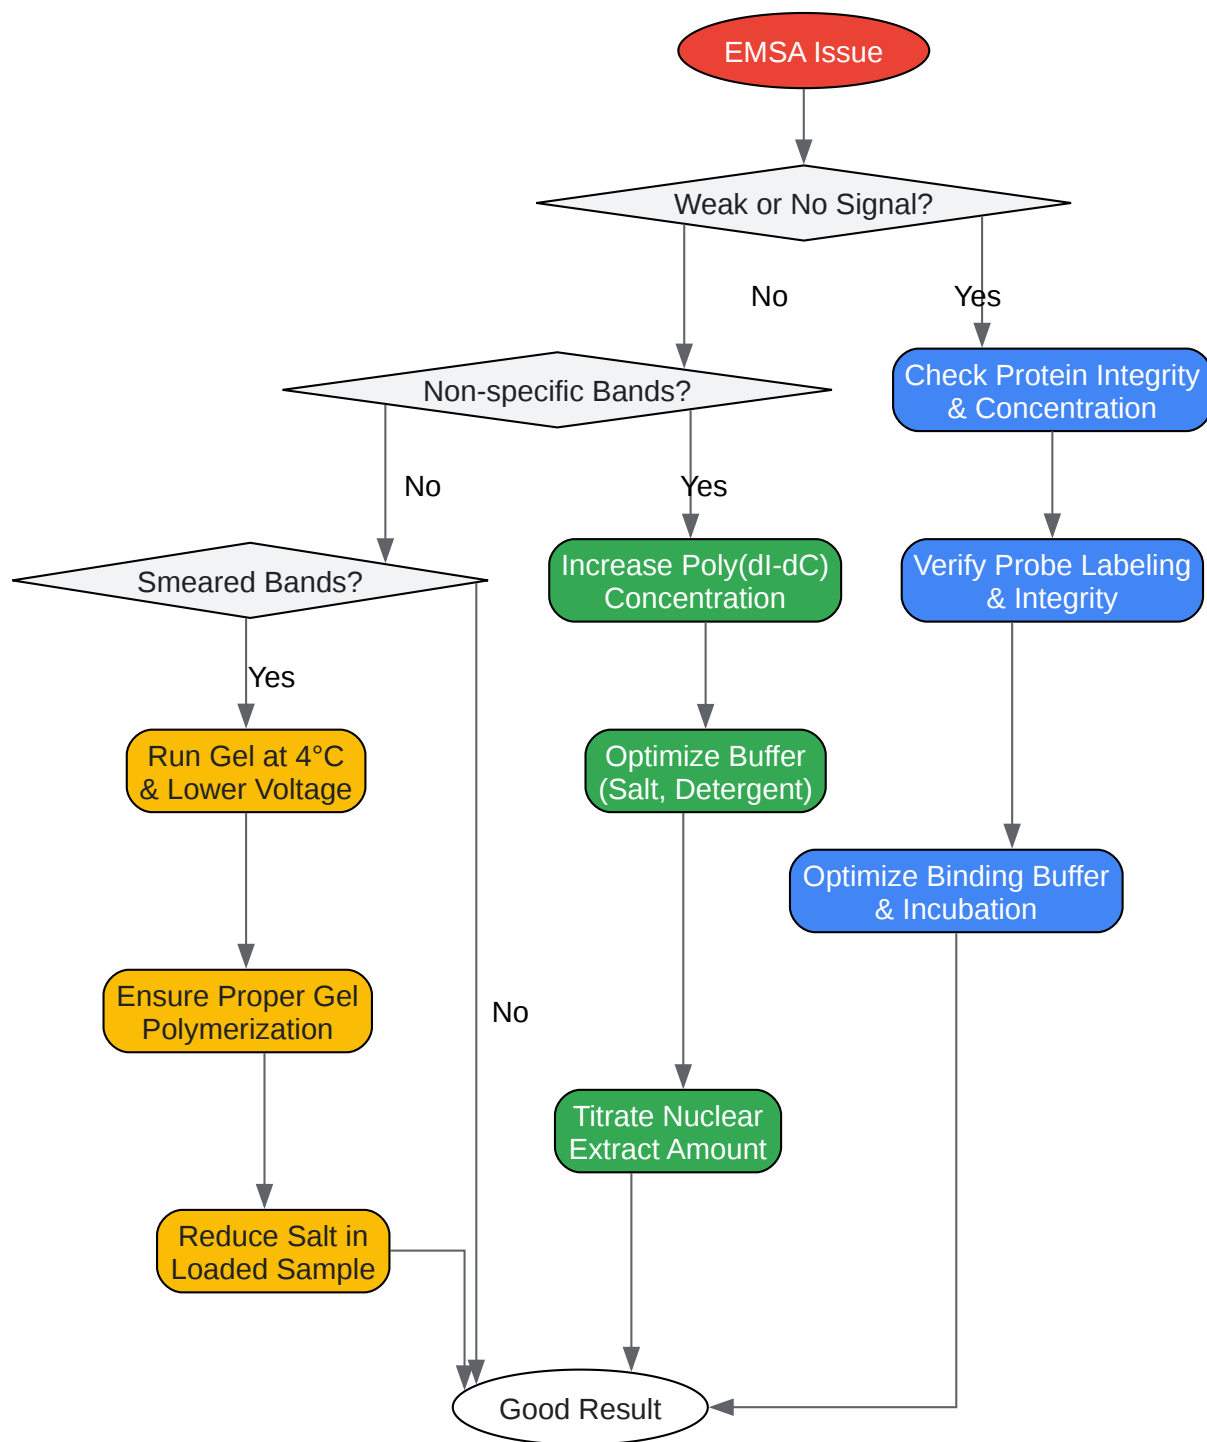 EMSA Issue
Weak or No Signal?
No
Yes
Check Protein Integrity
& Concentration
Non-specific Bands?
No
Yes
Increase Poly(dI-dC)
Concentration
Verify Probe Labeling
& Integrity
Smeared Bands?
Yes
Run Gel at 4°C
& Lower Voltage
Optimize Buffer
(Salt, Detergent)
Optimize Binding Buffer
& Incubation
Ensure Proper Gel
Polymerization
No
Titrate Nuclear
Extract Amount
Reduce Salt in
Loaded Sample
Good Result